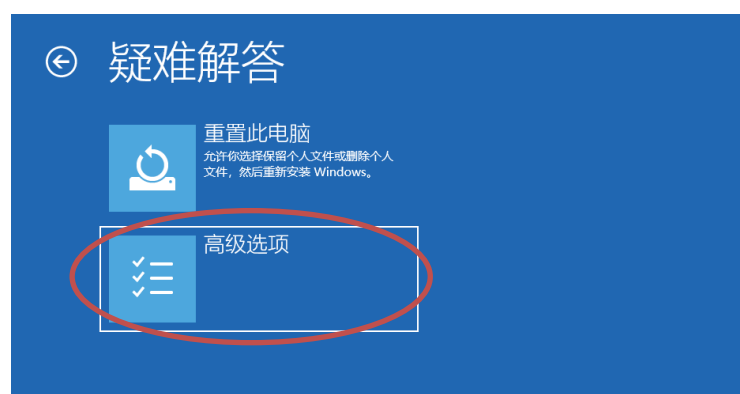 疑难解答
重置此电脑
允许你选择保留个人文件或删除个人
文件，然后重新安装 Windows。
高级选项